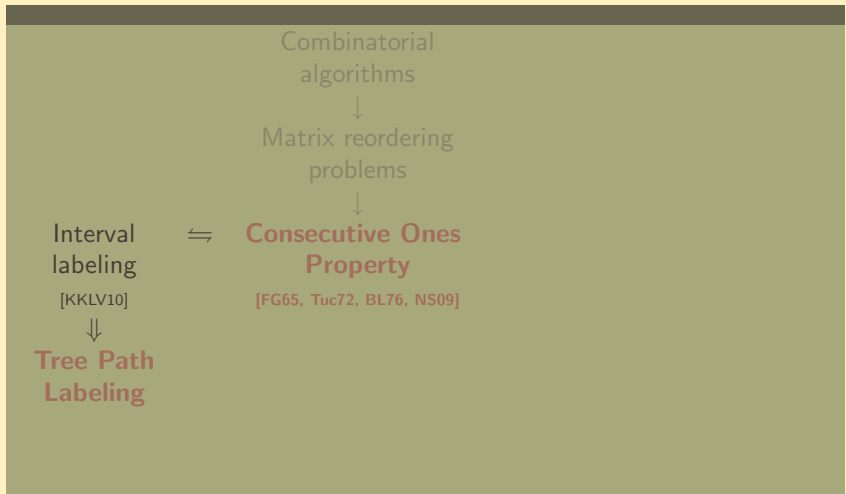 Combinatorial
algorithms
↓
Matrix reordering
problems
↓
Interval
labeling
[KKLV10]
⇋
Consecutive Ones
Property
[FG65, Tuc72, BL76, NS09]
⇓
Tree Path
Labeling